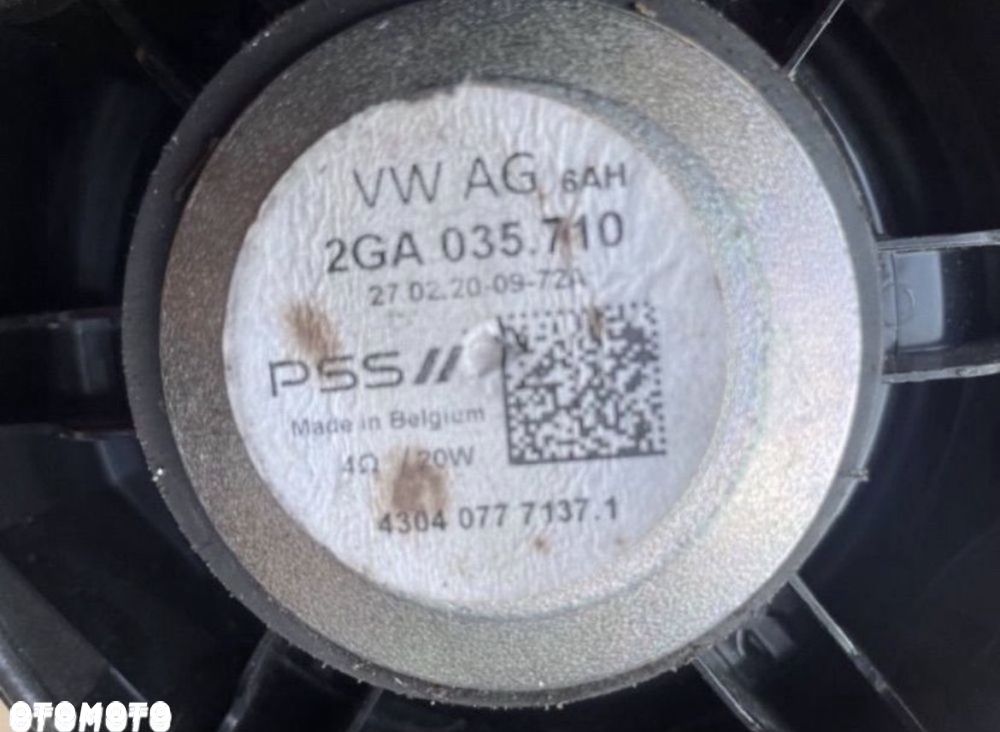 VW AG 6AH
2GA 035.710
27.02.20-09-72A
PSS//
Made in Belgium
4Ω / 20W
4304 077 7137.1
OTOMOTO